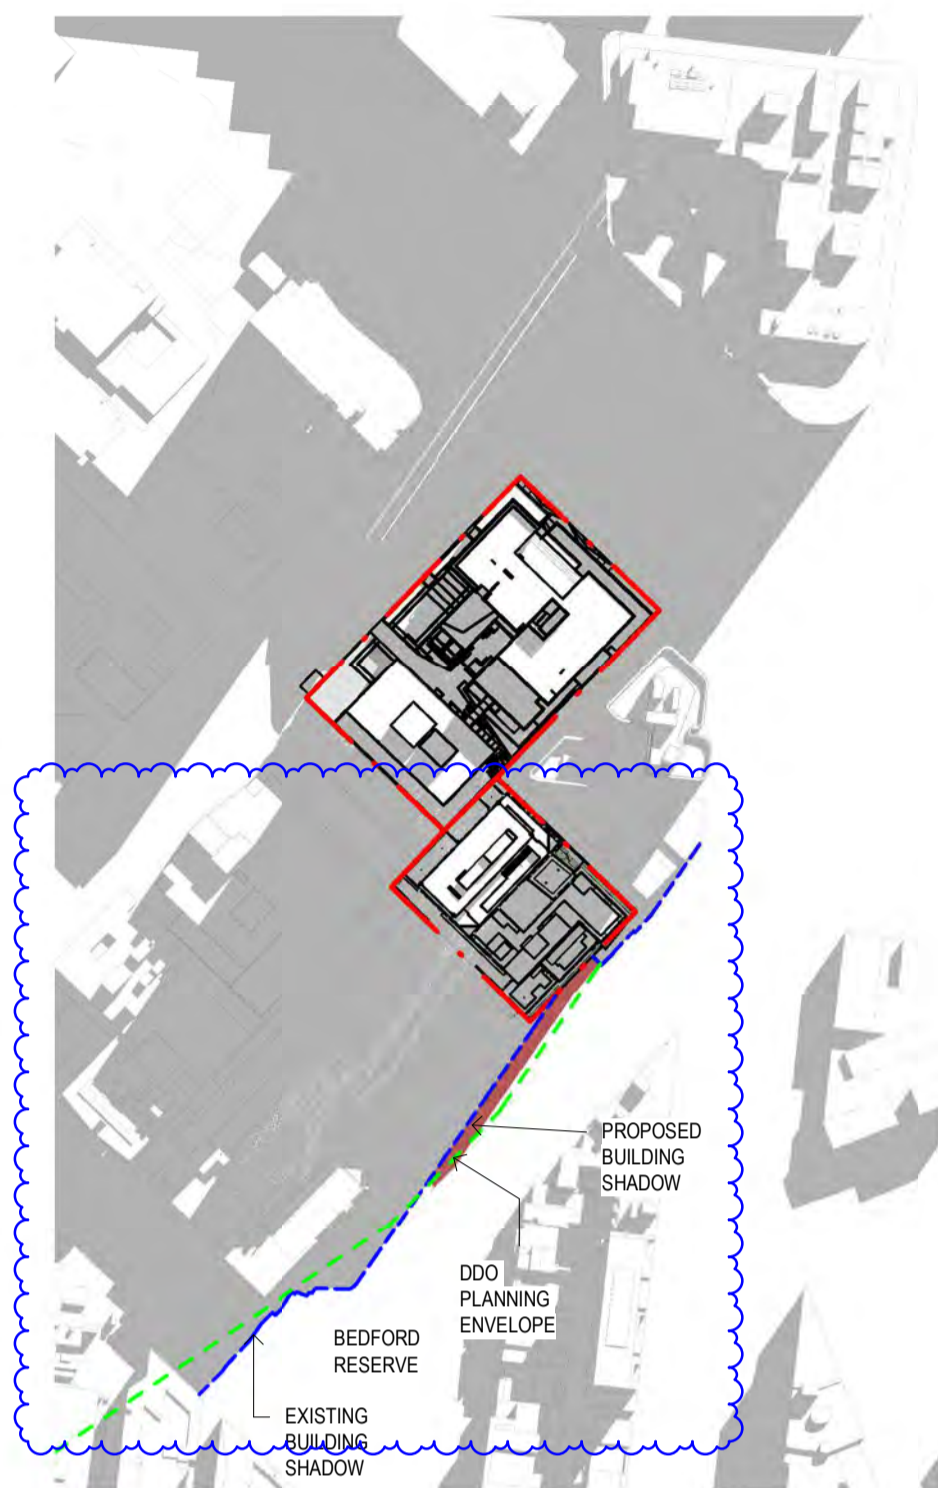 PROPOSED
BUILDING
SHADOW
DDO
PLANNING
ENVELOPE
BEDFORD
RESERVE
EXISTING
BUILDING
SHADOW